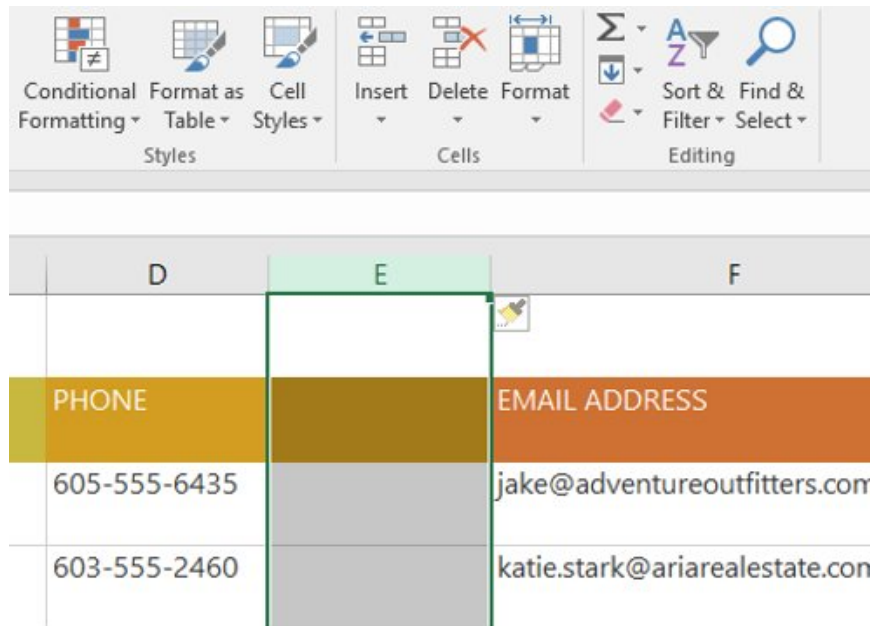 Conditional Format as Cell Insert Delete Format Sort & Find &
Formatting Table Styles Filter Select
Styles Cells Editing
D E F
PHONE EMAIL ADDRESS
605-555-6435 jake@adventureoutfitters.com
603-555-2460 katie.stark@ariarealestate.com